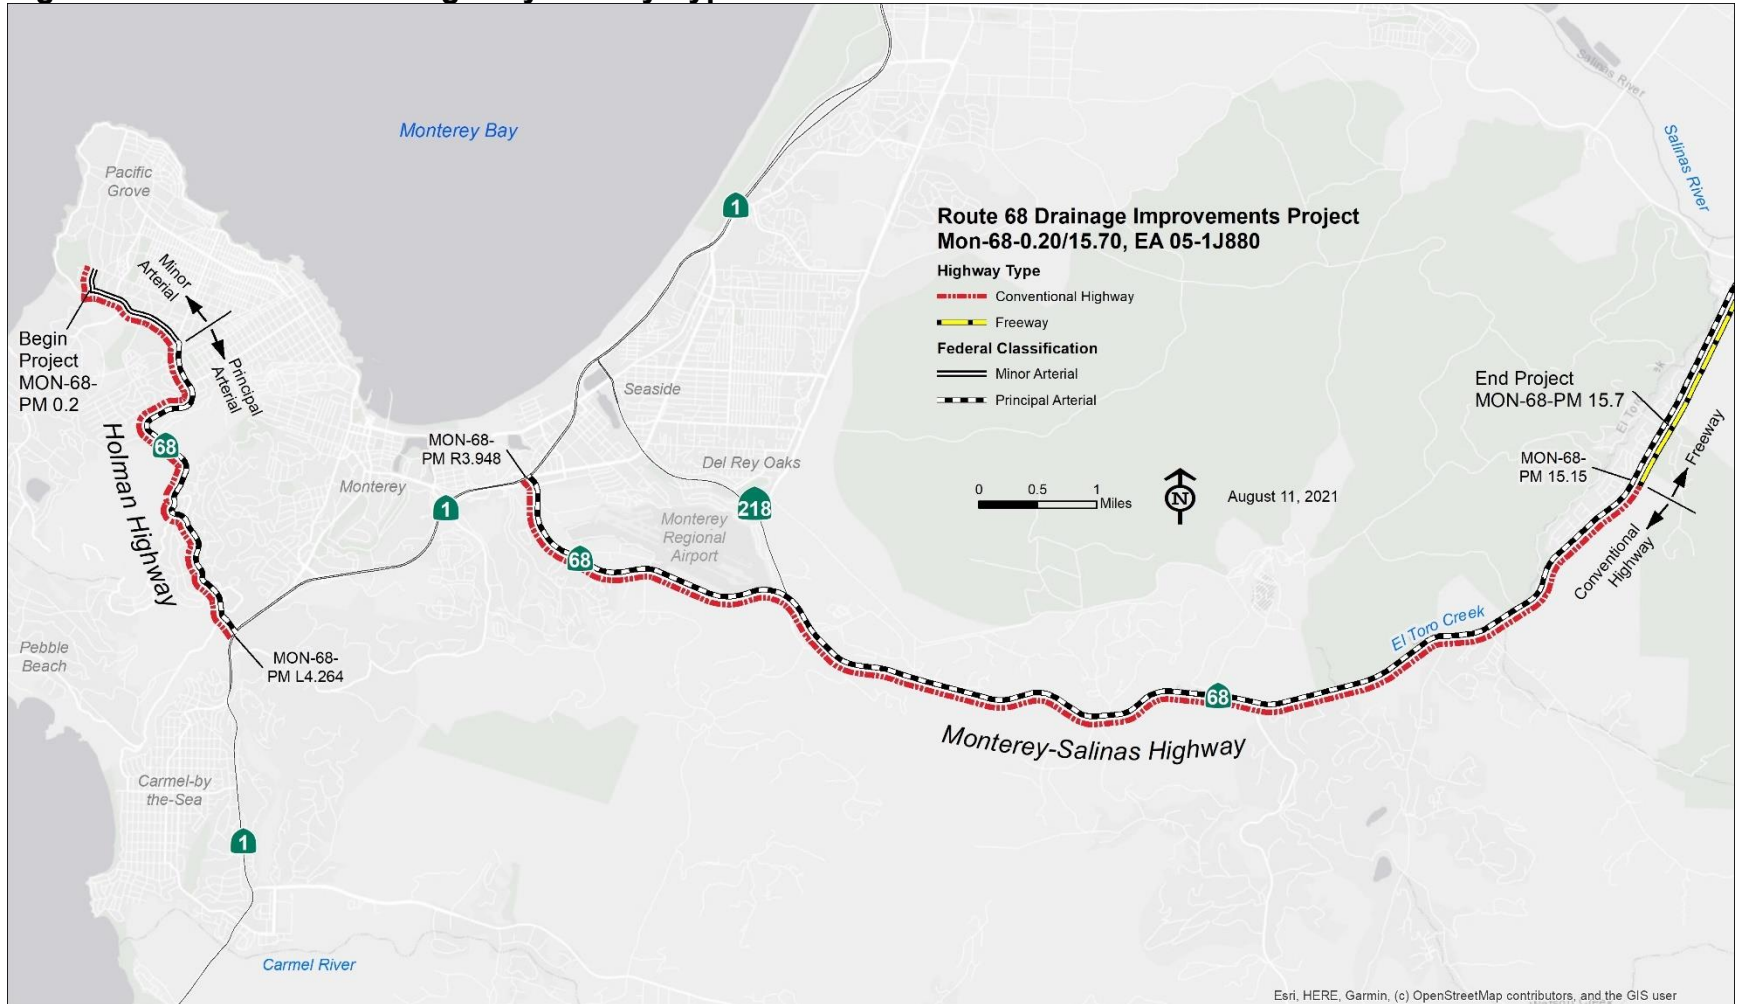 Monterey Bay
Pacific
Grove
Salinas River
Salinas River
1
Route 68 Drainage Improvements Project
Mon-68-0.20/15.70, EA 05-1J880
Highway Type
Conventional Highway
Freeway
Federal Classification
Minor Arterial
Principal Arterial
0 0.5 1
Miles
N
August 11, 2021
Minor
Arterial
Principal
Arterial
Begin
Project
MON-68-
PM 0.2
Holman Highway
68
Seaside
End Project
MON-68-PM 15.7
El Toro
Freeway
MON-68-
PM R3.948
Del Rey Oaks
MON-68-
PM 15.15
Monterey
1
218
Monterey
Regional
Airport
Conventional
Highway
68
El Toro Creek
Pebble
Beach
MON-68-
PM L4.264
68
Monterey-Salinas Highway
Carmel-by
the-Sea
1
Carmel River
Esri, HERE, Garmin, (c) OpenStreetMap contributors, and the GIS user